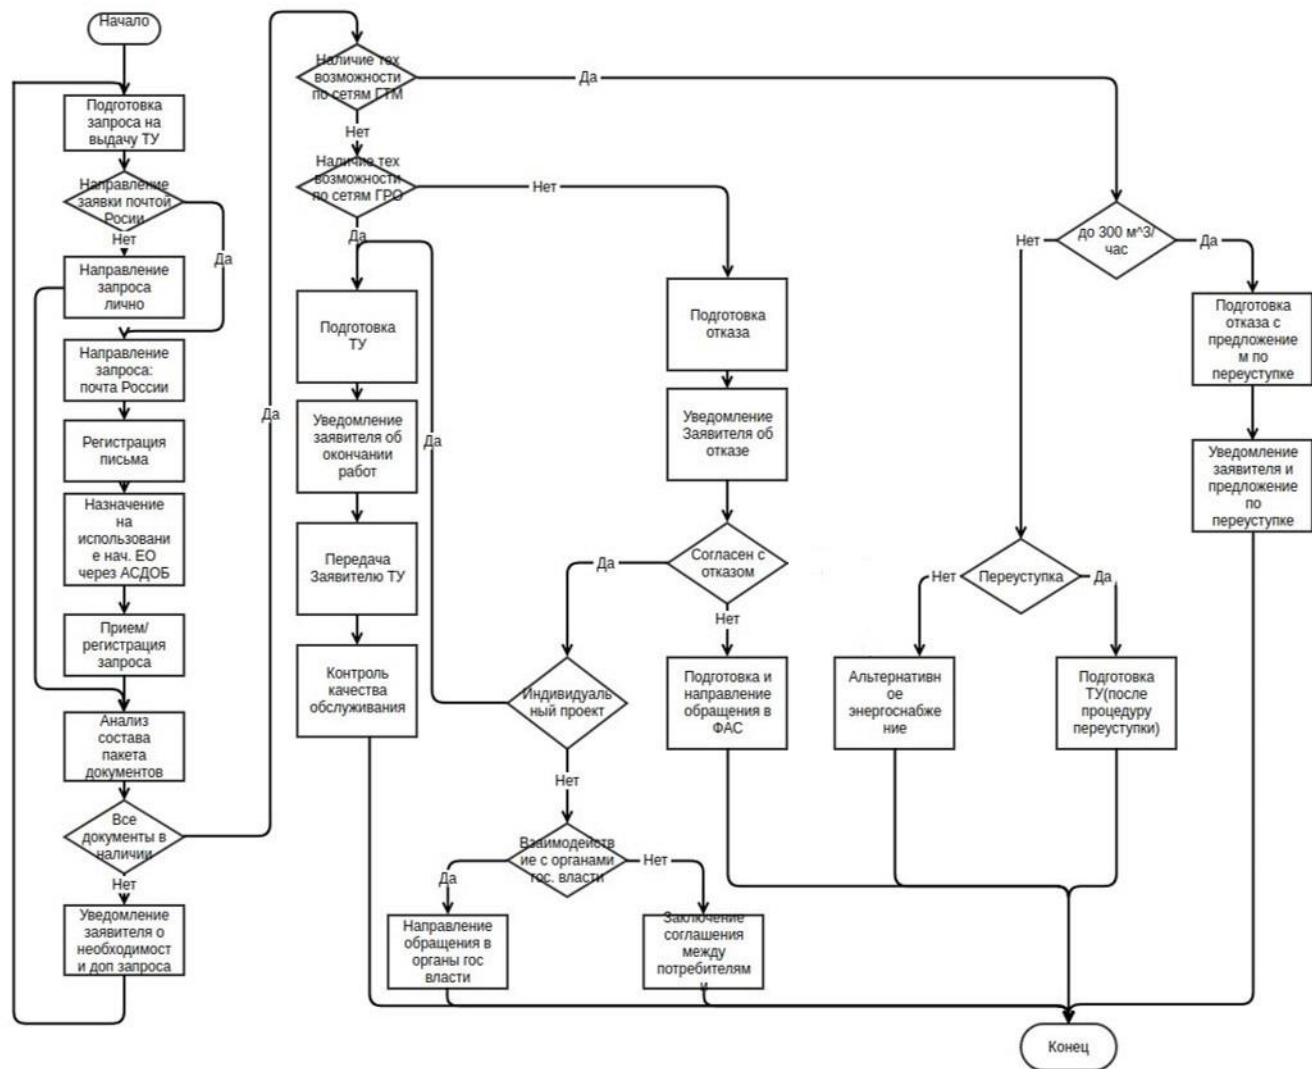 Начало
Подготовка
запроса на
выдачу ТУ
Направление
заявки почтой
Росии
Нет
Да
Направление
запроса
лично
Направление
запроса:
почта России
Регистрация
письма
Назначение
на
использовани
е нач. ЕО
через АСДОБ
Прием/
регистрация
запроса
Анализ
состава
пакета
документов
Все
документы в
наличии
Да
Нет
Уведомление
заявителя о
необходимост
и доп запроса
Наличие тех
возможности
по сетям ГТМ
Да
Нет
Наличие тех
возможности
по сетям ГРО
Нет
Да
Подготовка
ТУ
Уведомление
заявителя об
окончании
работ
Передача
Заявителю ТУ
Контроль
качества
обслуживания
Подготовка
отказа
Уведомление
Заявителя об
отказе
Согласен с
отказом
Да
Нет
Индивидуаль
ный проект
Да
Нет
Подготовка и
направление
обращения в
ФАС
Взаимодейств
ие с органами
гос. власти
Да
Нет
Направление
обращения в
органы гос
власти
Заключение
соглашения
между
потребителям
и
до 300 м^3/
час
Нет
Да
Подготовка
отказа с
предложение
м по
переуступке
Уведомление
заявителя и
предложение
по
переуступке
Переуступка
Нет
Да
Альтернативн
ое
энергоснабже
ние
Подготовка
ТУ(после
процедуру
переуступки)
Конец